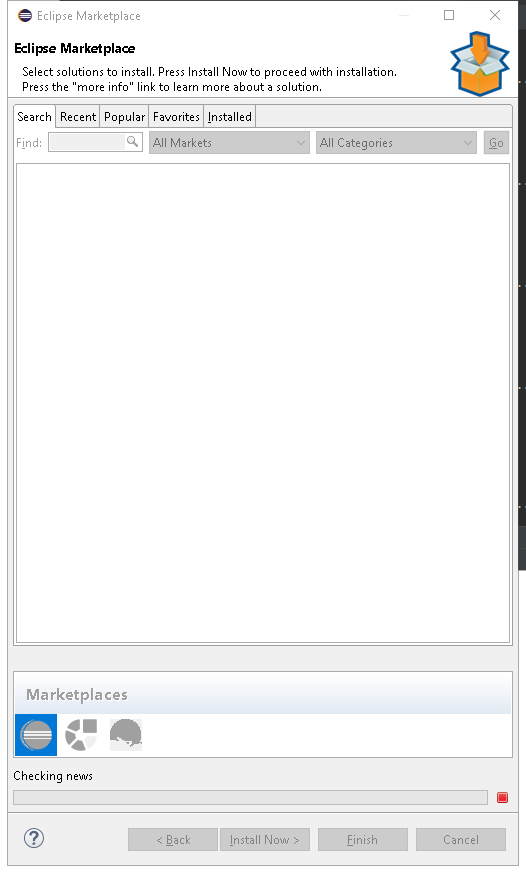 Eclipse Marketplace
Eclipse Marketplace
Select solutions to install. Press Install Now to proceed with installation.
Press the "more info" link to learn more about a solution.
Search Recent Popular Favorites Installed
Find: All Markets All Categories Go
Marketplaces
Checking news
? < Back Install Now > Finish Cancel